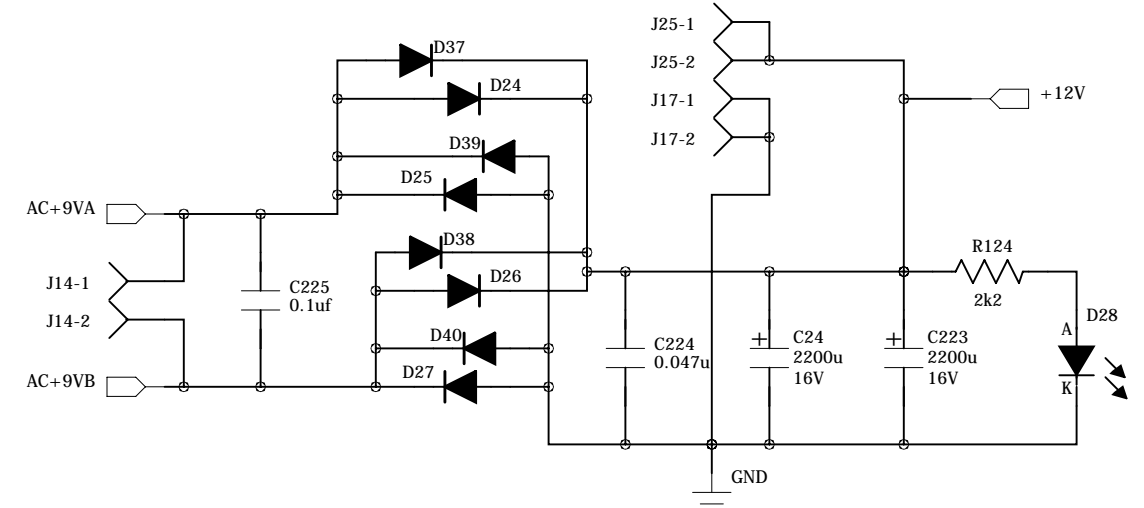 J25-1
D37
J25-2
D24
J17-1
+12V
D39
J17-2
D25
AC+9VA
D38
R124
J14-1
D26
C225
0.1uf
2k2
J14-2
D40
A
D28
C224
0.047u
+
C24
2200u
16V
+
C223
2200u
16V
AC+9VB
D27
K
GND